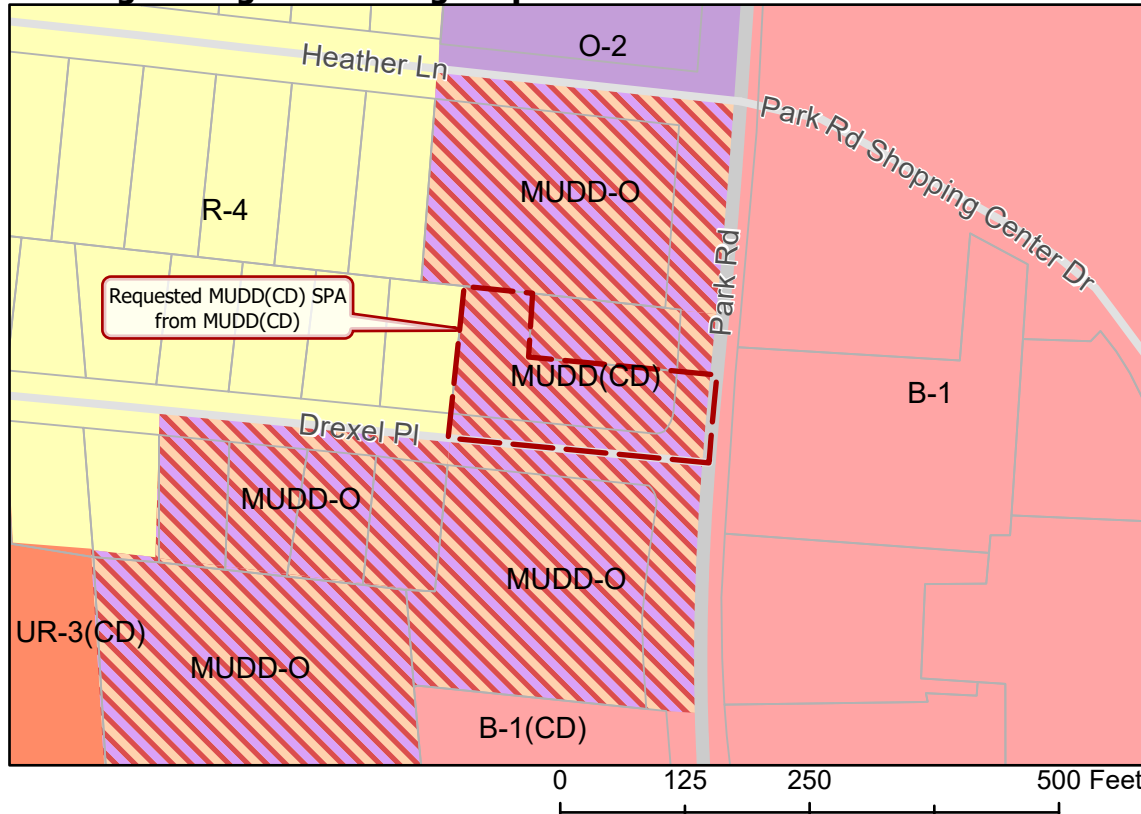 O-2
Heather Ln
Park Rd Shopping Center Dr
MUDD-O
R-4
Park Rd
Requested MUDD(CD) SPA
from MUDD(CD)
MUDD(CD)
B-1
Drexel Pl
MUDD-O
MUDD-O
UR-3(CD)
MUDD-O
B-1(CD)
0 125 250 500 Feet